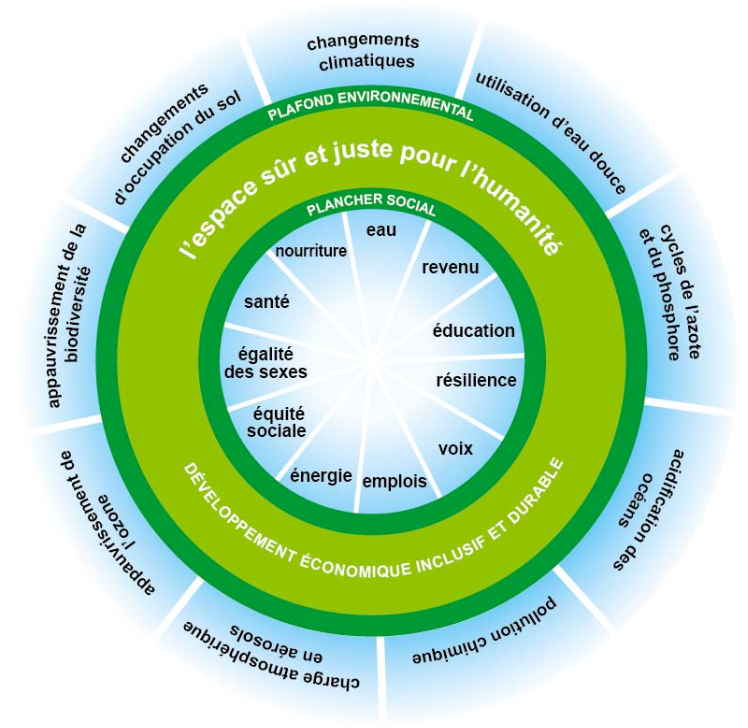 changements
climatiques
utilisation d'eau douce
cycles de l'azote
et du phosphore
acidification des
océans
pollution chimique
charge atmosphérique
en aérosols
appauvrissement de
l'ozone
appauvrissement de la
biodiversité
changements
d'occupation du sol
PLAFOND ENVIRONNEMENTAL
l'espace sûr et juste pour l'humanité
PLANCHER SOCIAL
eau
revenu
éducation
résilience
voix
emplois
énergie
équité
sociale
égalité
des sexes
santé
nourriture
DÉVELOPPEMENT ÉCONOMIQUE INCLUSIF ET DURABLE